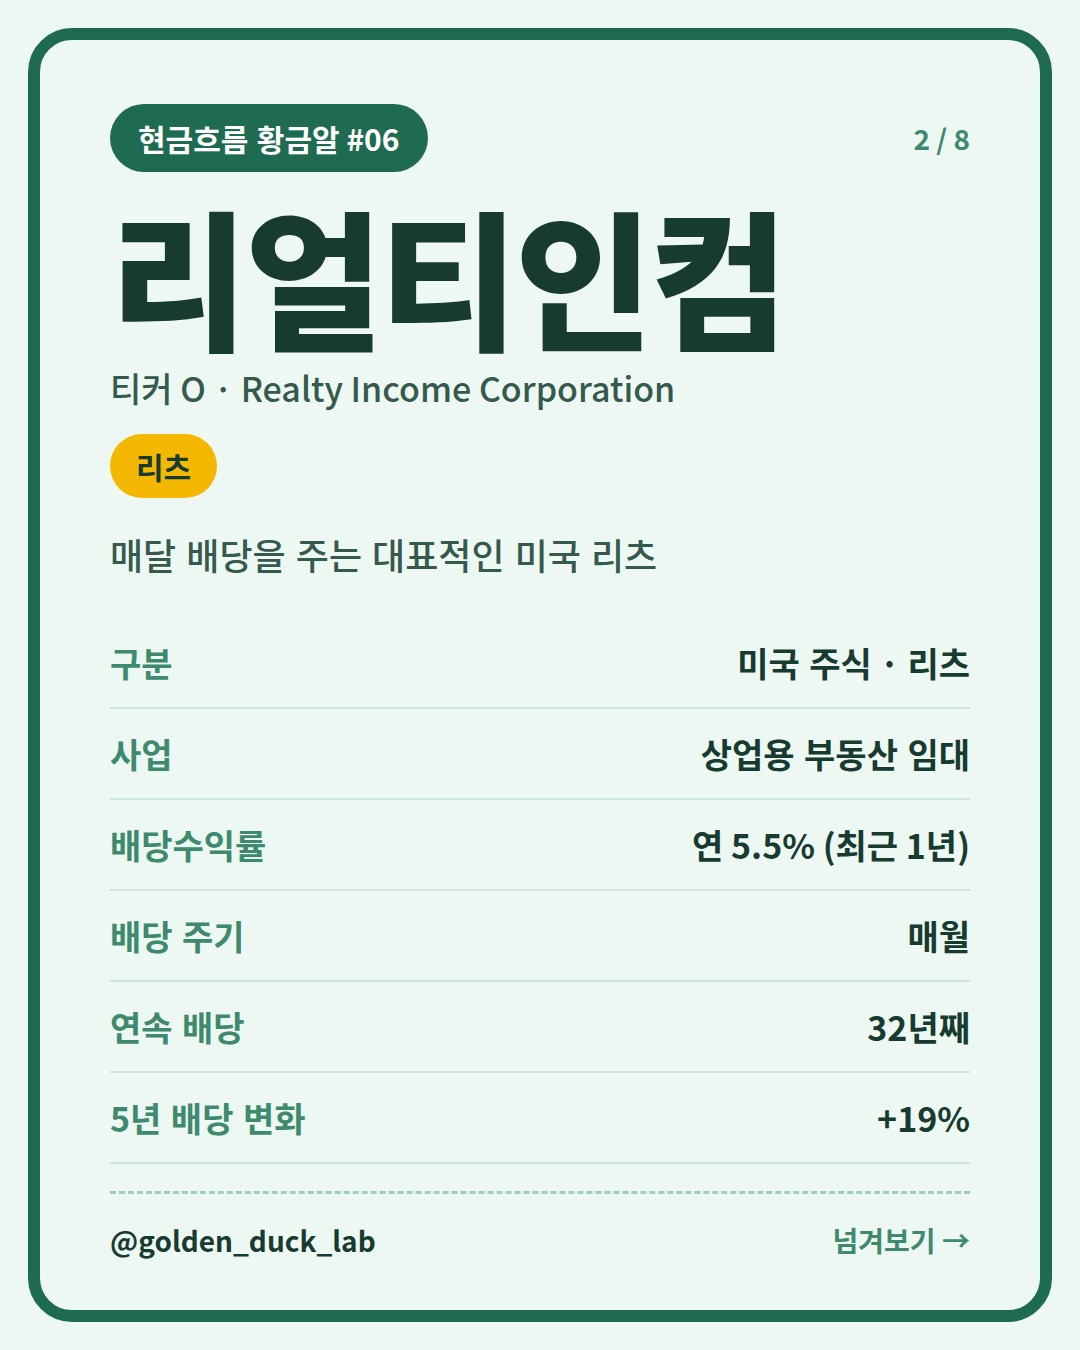 현금흐름 황금알 #06
2 / 8
리얼티인컴
티커 O · Realty Income Corporation
리츠
매달 배당을 주는 대표적인 미국 리츠
구분 미국 주식 · 리츠
사업 상업용 부동산 임대
배당수익률 연 5.5% (최근 1년)
배당 주기 매월
연속 배당 32년째
5년 배당 변화 +19%
@golden_duck_lab
넘겨보기 →